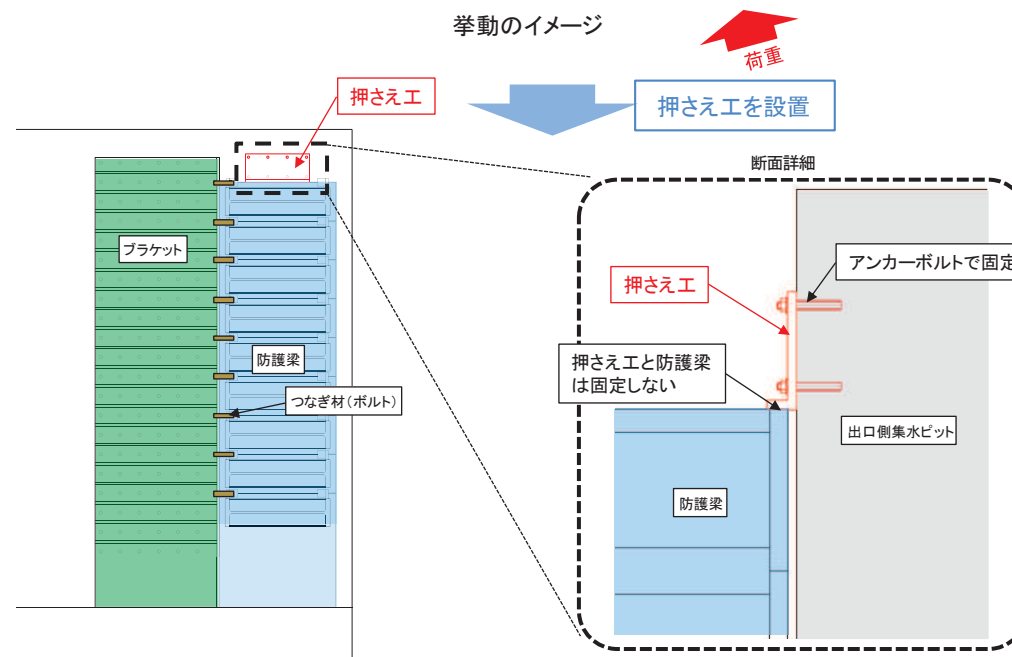 挙動のイメージ
荷重
押さえ工
押さえ工を設置
断面詳細
ブラケット
アンカーボルトで固定
押さえ工
防護梁
押さえ工と防護梁
は固定しない
つなぎ材(ボルト)
出口側集水ピット
防護梁